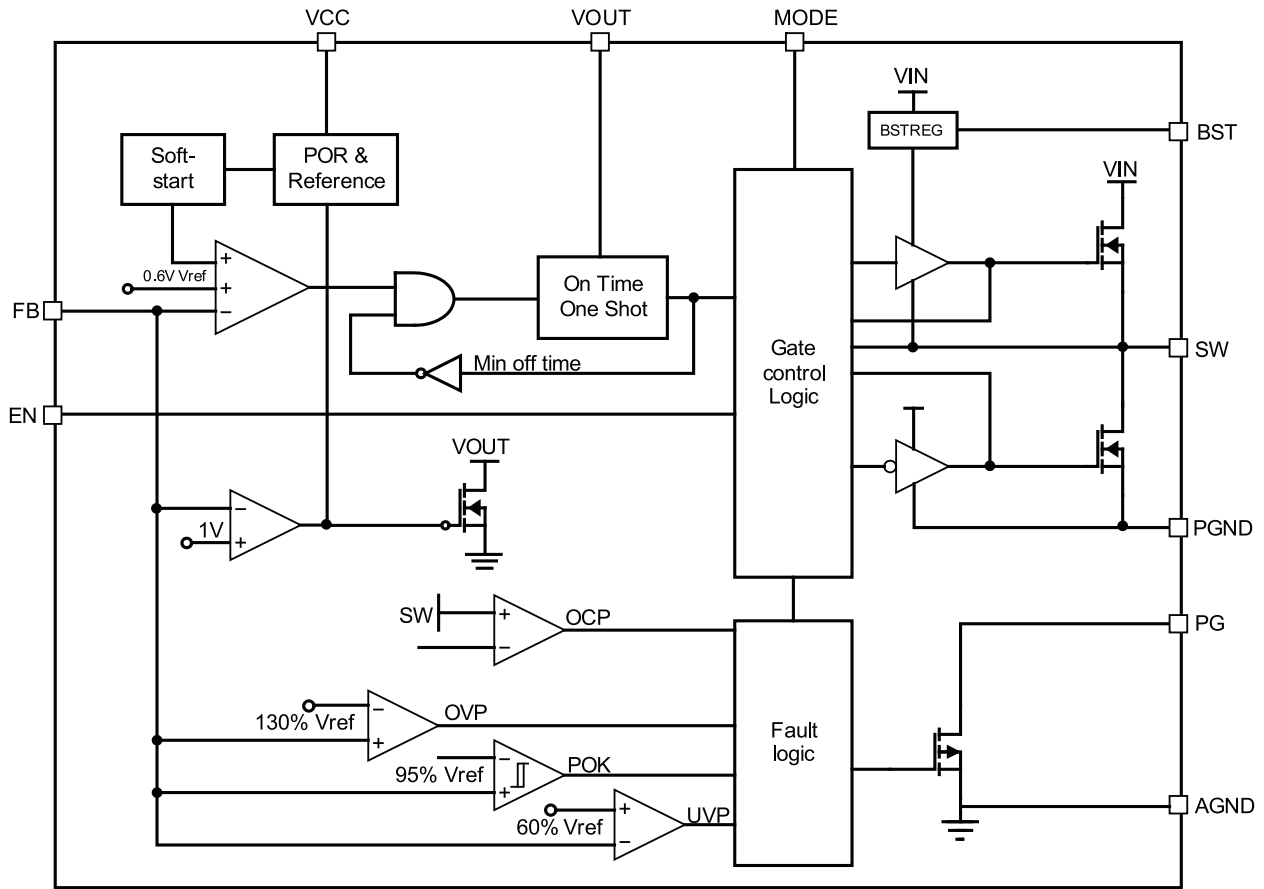 VCC
VOUT
MODE
VIN
BSTREG
BST
Soft-
start
POR &
Reference
VIN
0.6V Vref
+
+
−
On Time
One Shot
FB
Min off time
Gate
control
Logic
SW
EN
VOUT
−
1V
+
PGND
SW
+
−
OCP
PG
130% Vref
−
+
OVP
Fault
logic
95% Vref
−
+
POK
60% Vref
+
−
UVP
AGND